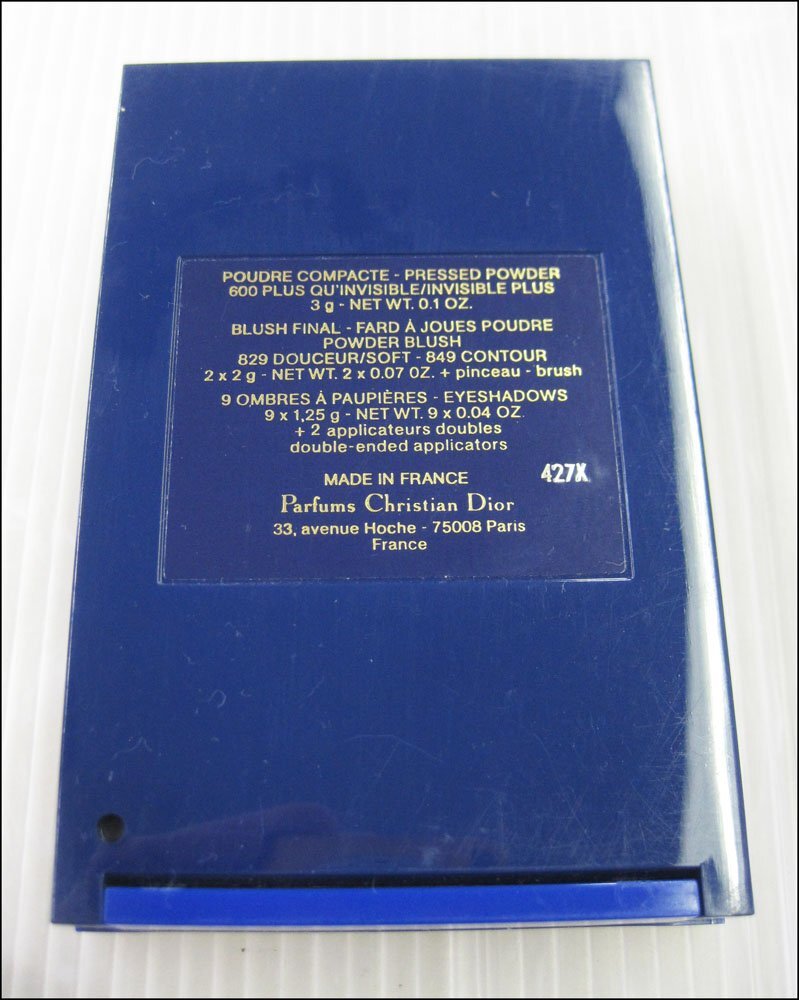 POUDRE COMPACTE - PRESSED POWDER
600 PLUS QU'INVISIBLE/INVISIBLE PLUS
3 g - NET WT. 0.1 OZ.
BLUSH FINAL - FARD À JOUES POUDRE
POWDER BLUSH
829 DOUCEUR/SOFT - 849 CONTOUR
2 x 2 g - NET WT. 2 x 0.07 OZ. + pinceau - brush
9 OMBRES À PAUPIÈRES - EYESHADOWS
9 x 1,25 g - NET WT. 9 x 0.04 OZ.
+ 2 applicateurs doubles
double-ended applicators
MADE IN FRANCE
427X
Parfums Christian Dior
33, avenue Hoche - 75008 Paris
France